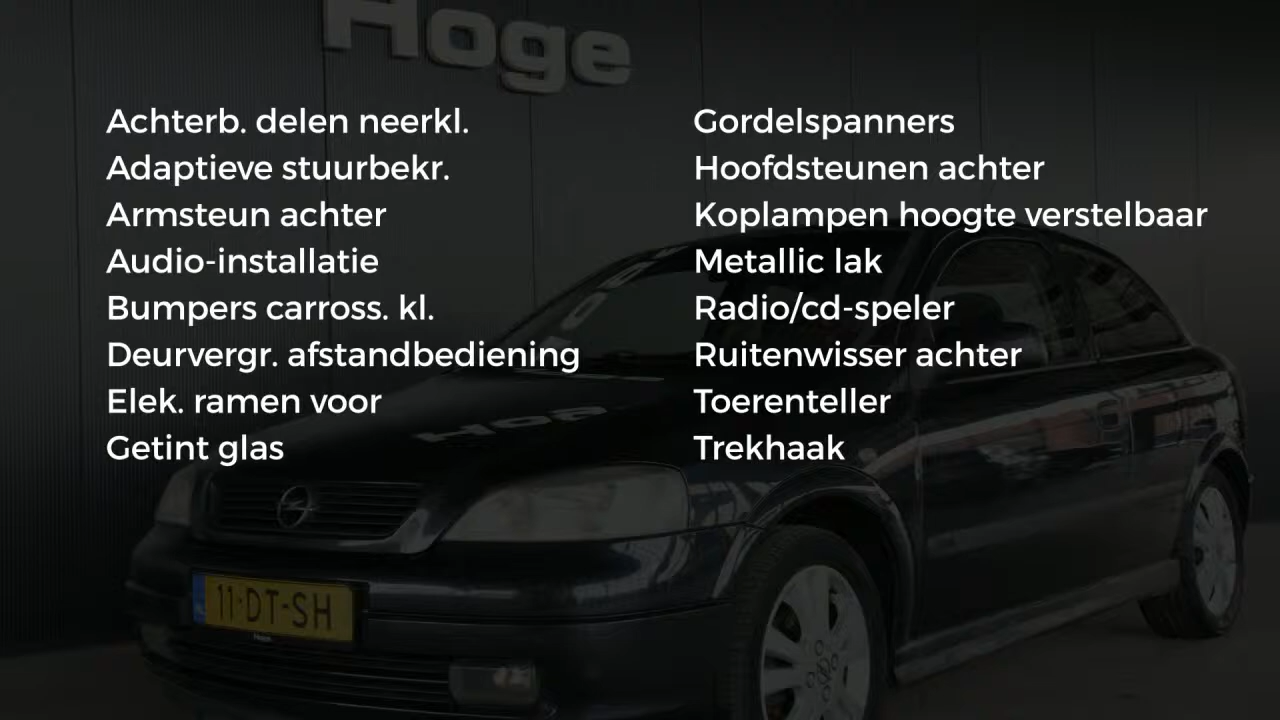 Hoge
Achterb. delen neerkl.
Adaptieve stuurbekr.
Armsteun achter
Audio-installatie
Bumpers carross. kl.
Deurvergr. afstandbediening
Elek. ramen voor
Getint glas
Gordelspanners
Hoofdsteunen achter
Koplampen hoogte verstelbaar
Metallic lak
Radio/cd-speler
Ruitenwisser achter
Toerenteller
Trekhaak
11-DT-SH